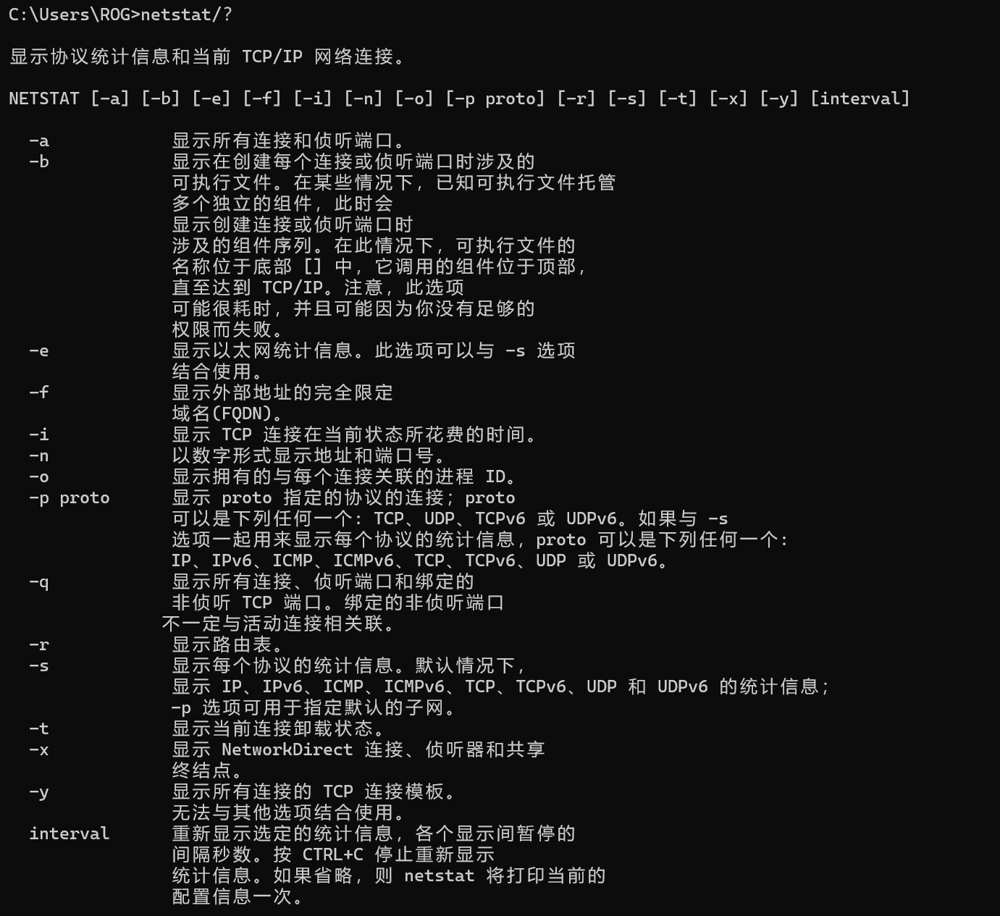 C:\Users\ROG>netstat/?
显示协议统计信息和当前 TCP/IP 网络连接。
NETSTAT [-a] [-b] [-e] [-f] [-i] [-n] [-o] [-p proto] [-r] [-s] [-t] [-x] [-y] [interval]
-a 显示所有连接和侦听端口。
-b 显示在创建每个连接或侦听端口时涉及的
可执行文件。在某些情况下，已知可执行文件托管
多个独立的组件，此时会
显示创建连接或侦听端口时
涉及的组件序列。在此情况下，可执行文件的
名称位于底部 [] 中，它调用的组件位于顶部，
直至达到 TCP/IP。注意，此选项
可能很耗时，并且可能因为你没有足够的
权限而失败。
-e 显示以太网统计信息。此选项可以与 -s 选项
结合使用。
-f 显示外部地址的完全限定
域名(FQDN)。
-i 显示 TCP 连接在当前状态所花费的时间。
-n 以数字形式显示地址和端口号。
-o 显示拥有的与每个连接关联的进程 ID。
-p proto 显示 proto 指定的协议的连接；proto
可以是下列任何一个: TCP、UDP、TCPv6 或 UDPv6。如果与 -s
选项一起用来显示每个协议的统计信息，proto 可以是下列任何一个:
IP、IPv6、ICMP、ICMPv6、TCP、TCPv6、UDP 或 UDPv6。
-q 显示所有连接、侦听端口和绑定的
非侦听 TCP 端口。绑定的非侦听端口
不一定与活动连接相关联。
-r 显示路由表。
-s 显示每个协议的统计信息。默认情况下，
显示 IP、IPv6、ICMP、ICMPv6、TCP、TCPv6、UDP 和 UDPv6 的统计信息；
-p 选项可用于指定默认的子网。
-t 显示当前连接卸载状态。
-x 显示 NetworkDirect 连接、侦听器和共享
终结点。
-y 显示所有连接的 TCP 连接模板。
无法与其他选项结合使用。
interval 重新显示选定的统计信息，各个显示间暂停的
间隔秒数。按 CTRL+C 停止重新显示
统计信息。如果省略，则 netstat 将打印当前的
配置信息一次。